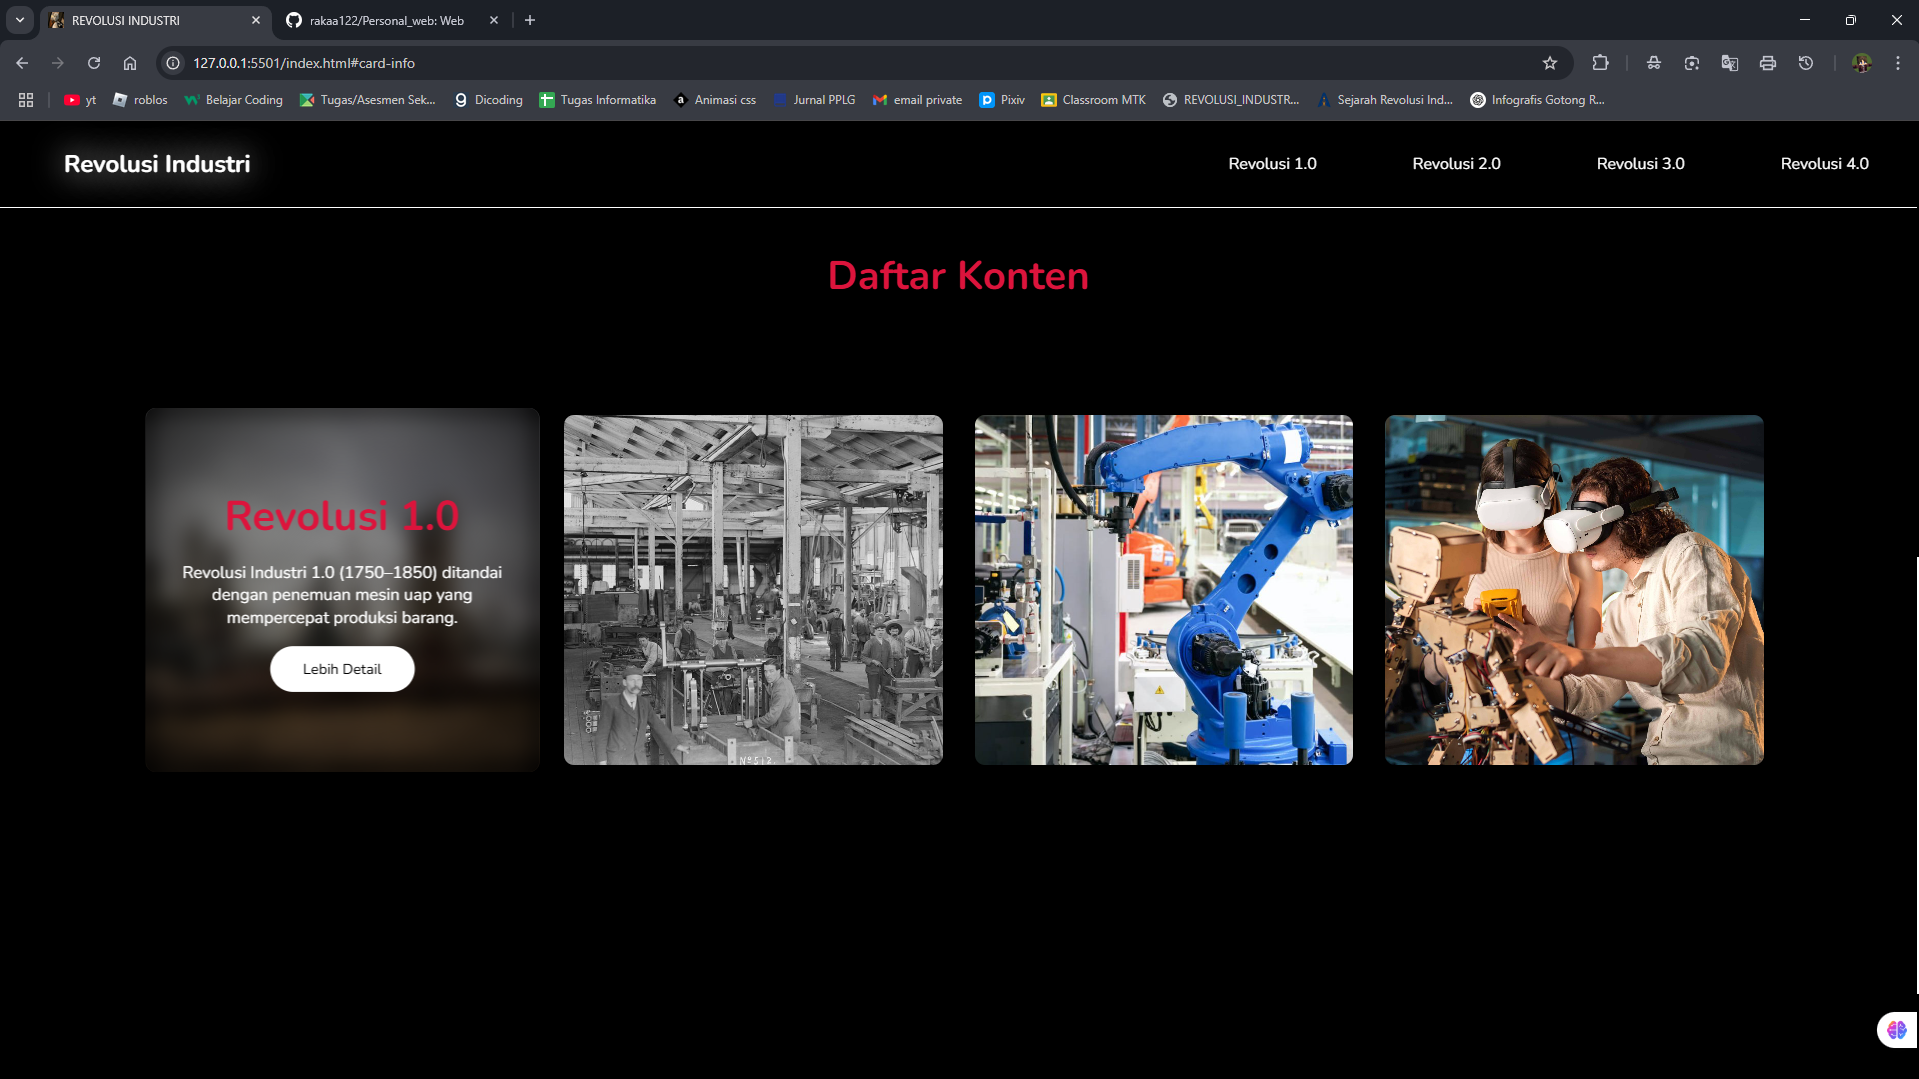 REVOLUSI INDUSTRI
rakaa122/Personal_web: Web
127.0.0.1:5501/index.html#card-info
yt
roblos
Belajar Coding
Tugas/Asesmen Sek...
Dicoding
Tugas Informatika
Animasi css
Jurnal PPLG
email private
Pixiv
Classroom MTK
REVOLUSI_INDUSTR...
Sejarah Revolusi Ind...
Infografis Gotong R...
Revolusi Industri
Revolusi 1.0
Revolusi 2.0
Revolusi 3.0
Revolusi 4.0
Daftar Konten
Revolusi 1.0
Revolusi Industri 1.0 (1750–1850) ditandai
dengan penemuan mesin uap yang
mempercepat produksi barang.
Lebih Detail
Nº512.